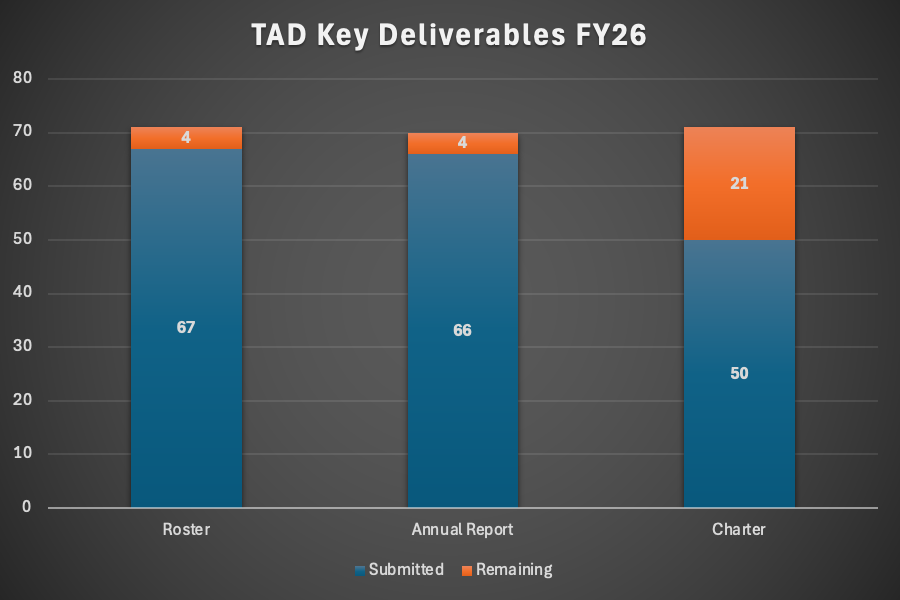 TAD Key Deliverables FY26
80
70
60
50
40
30
20
10
0
4
4
21
67
66
50
Roster
Annual Report
Charter
Submitted
Remaining